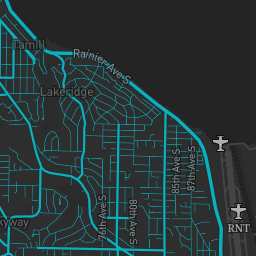 Tamill
Rainier Ave S
Lakeridge
85th Ave S
87th Ave S
76th Ave S
80th Ave S
kyway
RNT